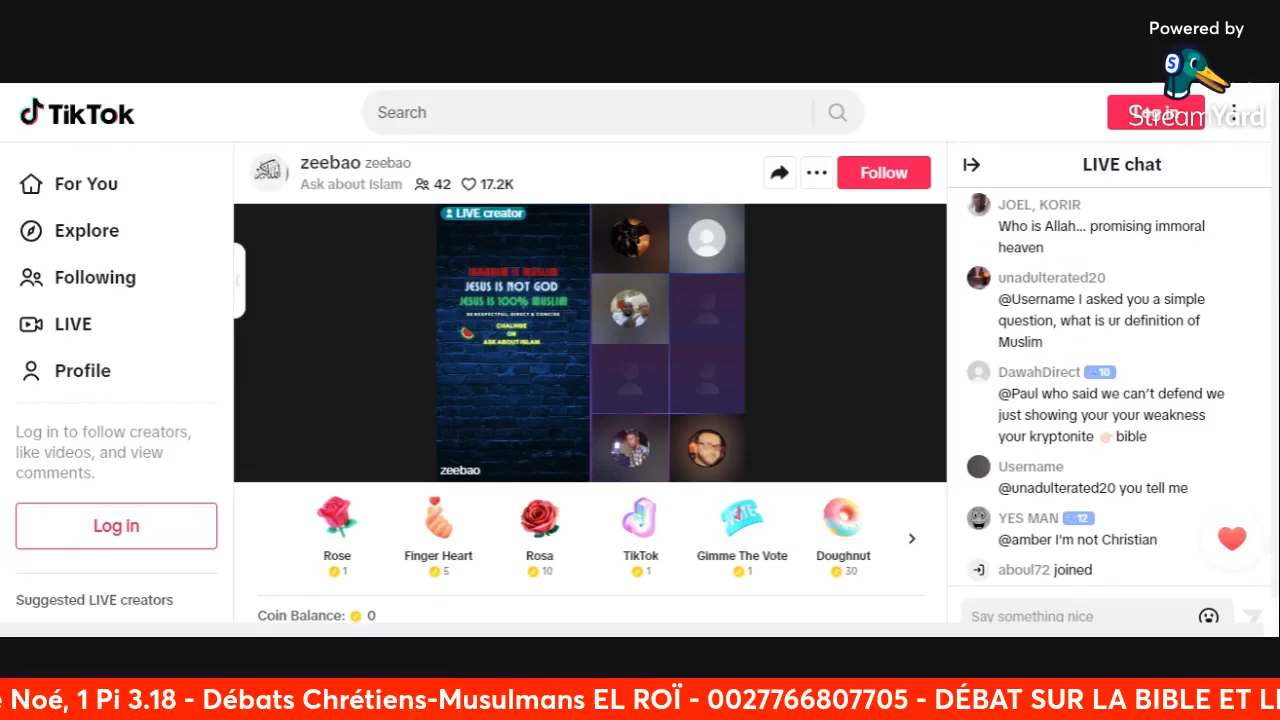 Powered by
StreamYard
TikTok
Search
Log in
For You
Explore
Following
LIVE
Profile
Log in to follow creators,
like videos, and view
comments.
Log in
Suggested LIVE creators
zeebao zeebao
Ask about Islam 42 17.2K
Follow
LIVE creator
JESUS IS NOT GOD
JESUS IS 100% MUSLIM
BE RESPECTFUL, DIRECT & CONCISE
OR
ASK ABOUT ISLAM
zeebao
Rose
1
Finger Heart
5
Rosa
10
TikTok
1
Gimme The Vote
1
Doughnut
30
Coin Balance: 0
LIVE chat
JOEL, KORIR
Who is Allah... promising immoral
heaven
unadulterated20
@Username I asked you a simple
question, what is ur definition of
Muslim
DawahDirect 10
@Paul who said we can’t defend we
just showing your your weakness
your kryptonite 👉🏻 bible
Username
@unadulterated20 you tell me
YES MAN 12
@amber I'm not Christian
aboul72 joined
Say something nice
Noé, 1 Pi 3.18 - Débats Chrétiens-Musulmans EL ROÏ - 0027766807705 - DÉBAT SUR LA BIBLE ET